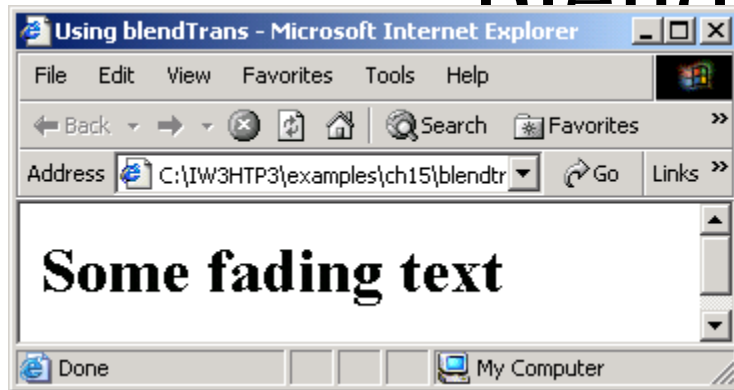 Using blendTrans - Microsoft Internet Explorer
File Edit View Favorites Tools Help
Back Search Favorites »
Address C:\IW3HTP3\examples\ch15\blendtr Go Links »
Some fading text
Done My Computer